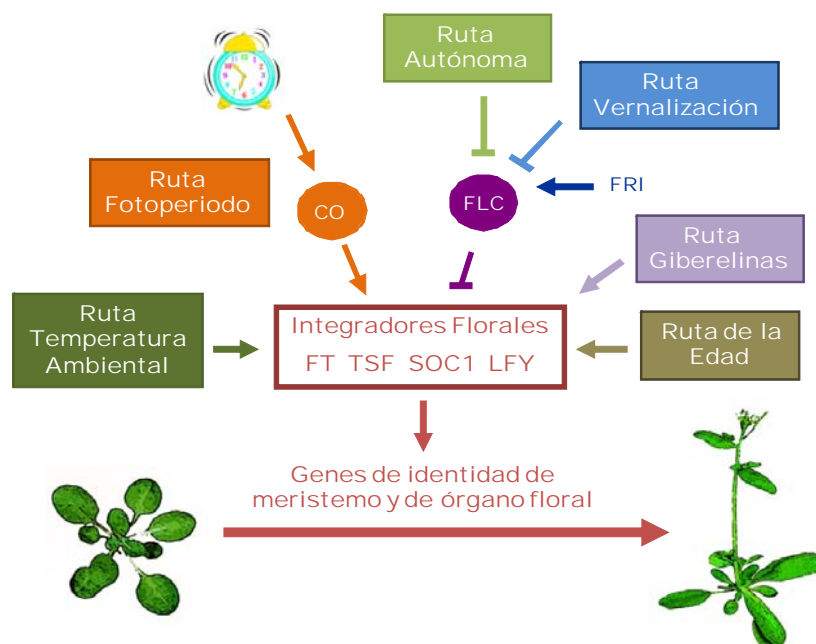 Ruta
Autónoma
Ruta
Vernalización
Ruta
Fotoperiodo
CO
FLC
FRI
Ruta
Giberelinas
Ruta
Temperatura
Ambiental
Integradores Florales
FT TSF SOC1 LFY
Ruta de la
Edad
Genes de identidad de
meristemo y de órgano floral